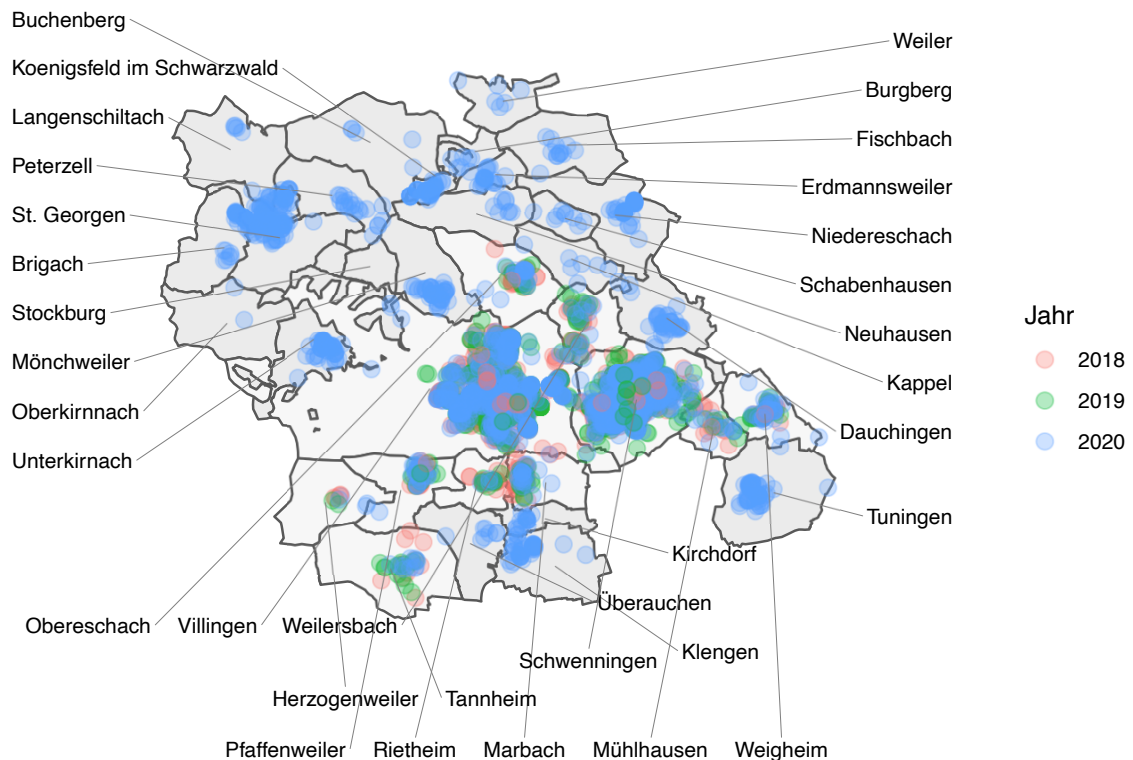 Buchenberg
Weiler
Koenigsfeld im Schwarzwald
Burgberg
Langenschiltach
Fischbach
Peterzell
Erdmannsweiler
St. Georgen
Niedereschach
Brigach
Schabenhausen
Stockburg
Jahr
Neuhausen
Mönchweiler
2018
Kappel
2019
Oberkirnnach
Dauchingen
2020
Unterkirnach
Tuningen
Kirchdorf
Überauchen
Obereschach
Villingen
Weilersbach
Klengen
Schwenningen
Herzogenweiler
Tannheim
Pfaffenweiler
Rietheim
Marbach
Mühlhausen
Weigheim